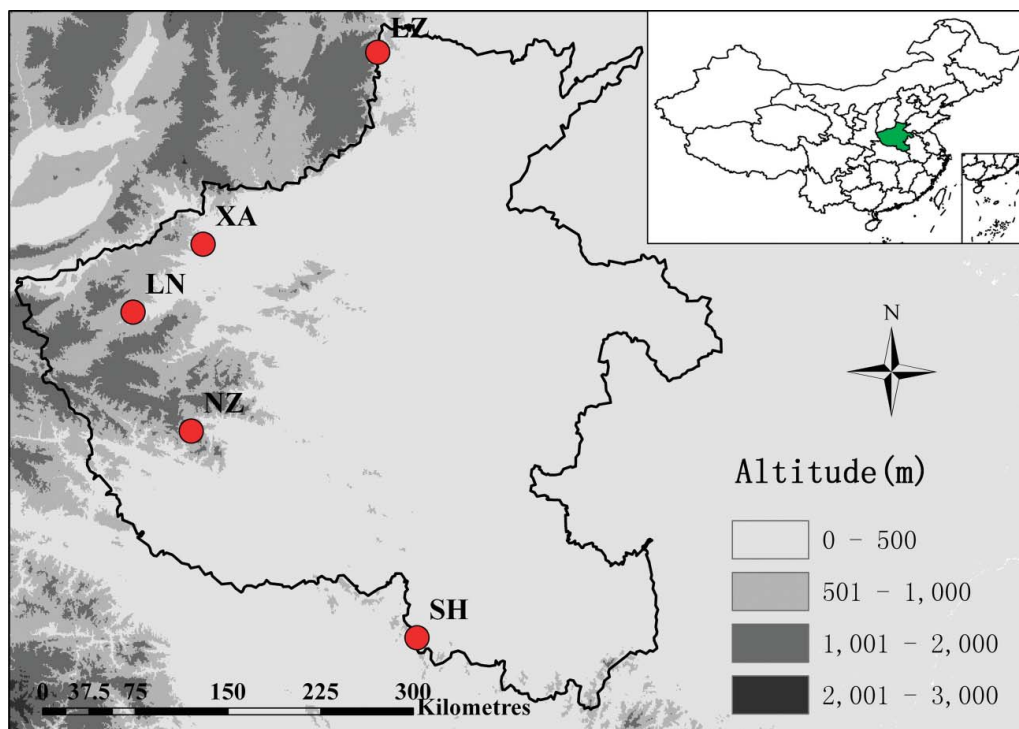 LZ
XA
LN
NZ
SH
N
Altitude(m)
0 - 500
501 - 1,000
1,001 - 2,000
2,001 - 3,000
0 37.5 75 150 225 300
Kilometres